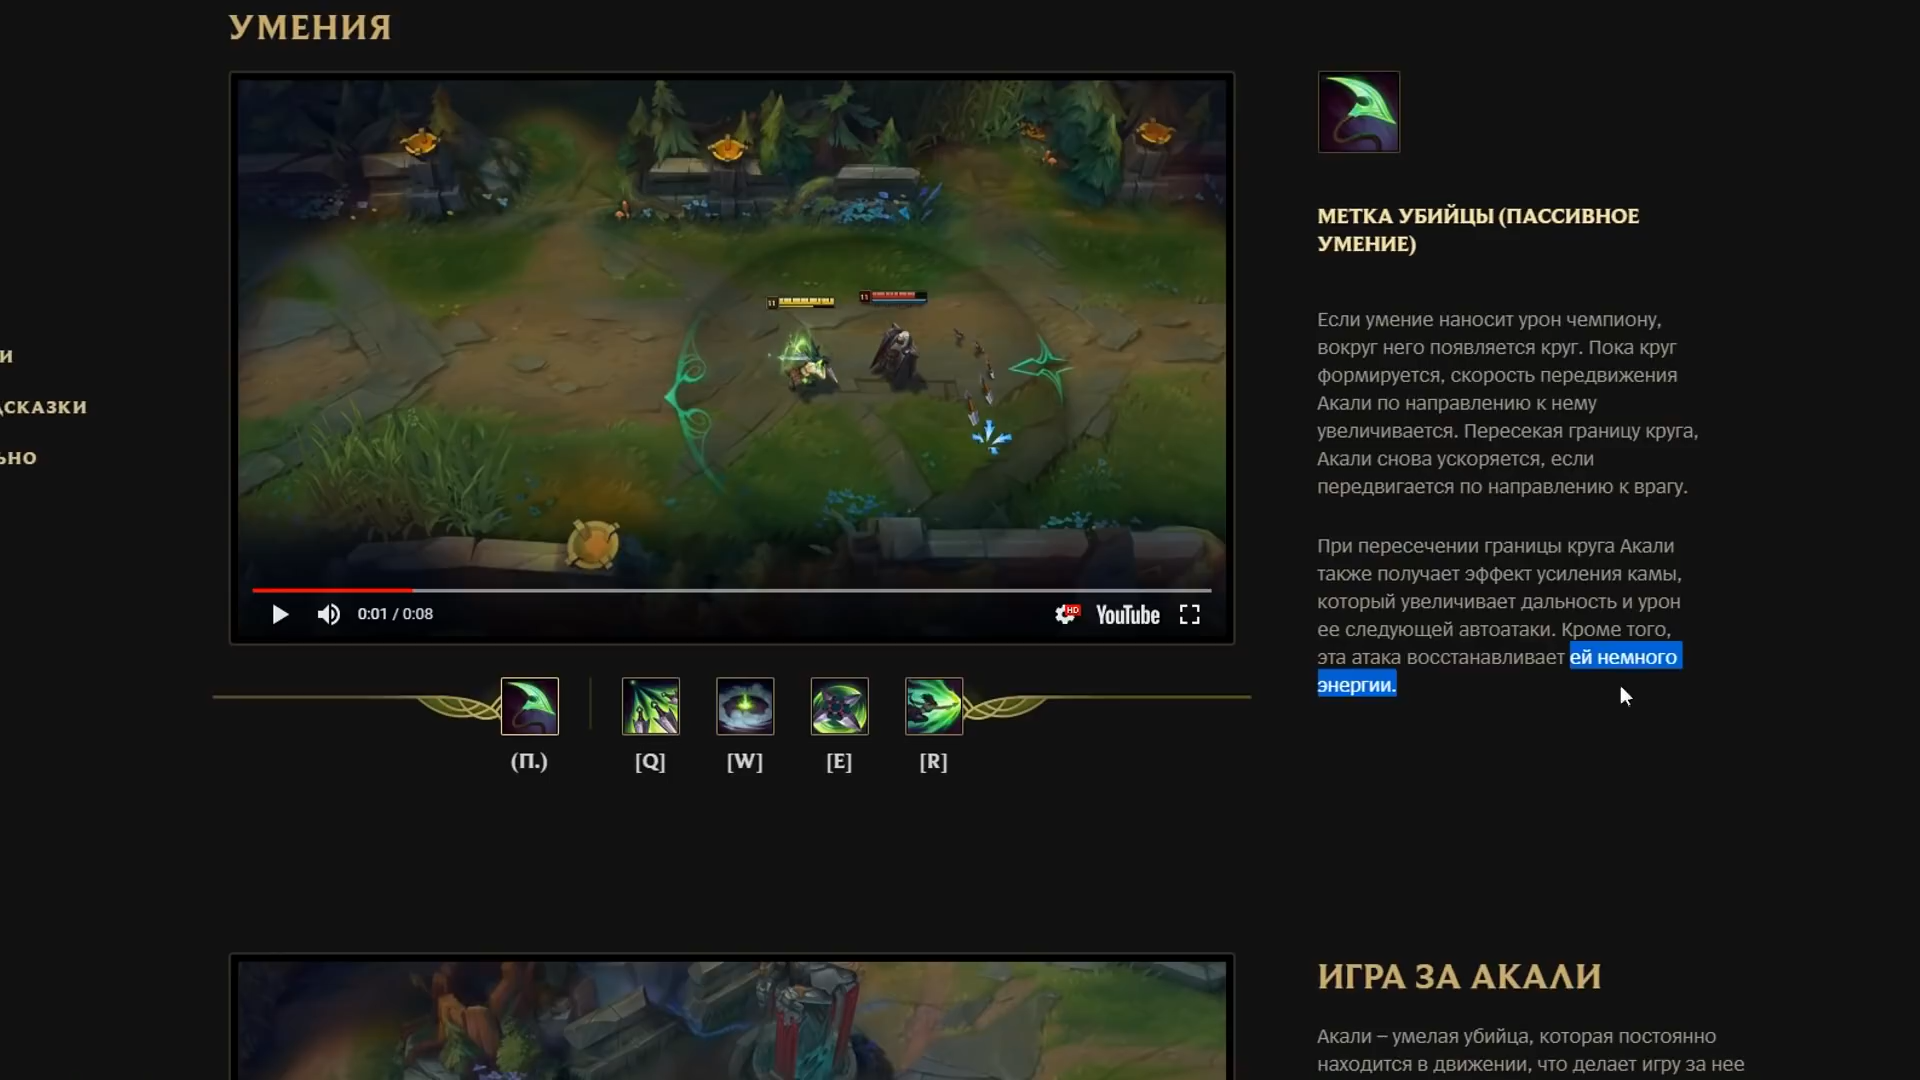 УМЕНИЯ
И
СКАЗКИ
ЬНО
11
11
0:01 / 0:08
HD
YouTube
(П.)
[Q]
[W]
[E]
[R]
МЕТКА УБИЙЦЫ (ПАССИВНОЕ
УМЕНИЕ)
Если умение наносит урон чемпиону,
вокруг него появляется круг. Пока круг
формируется, скорость передвижения
Акали по направлению к нему
увеличивается. Пересекая границу круга,
Акали снова ускоряется, если
передвигается по направлению к врагу.
При пересечении границы круга Акали
также получает эффект усиления камы,
который увеличивает дальность и урон
ее следующей автоатаки. Кроме того,
эта атака восстанавливает ей немного
энергии.
ИГРА ЗА АКАЛИ
Акали – умелая убийца, которая постоянно
находится в движении, что делает игру за нее